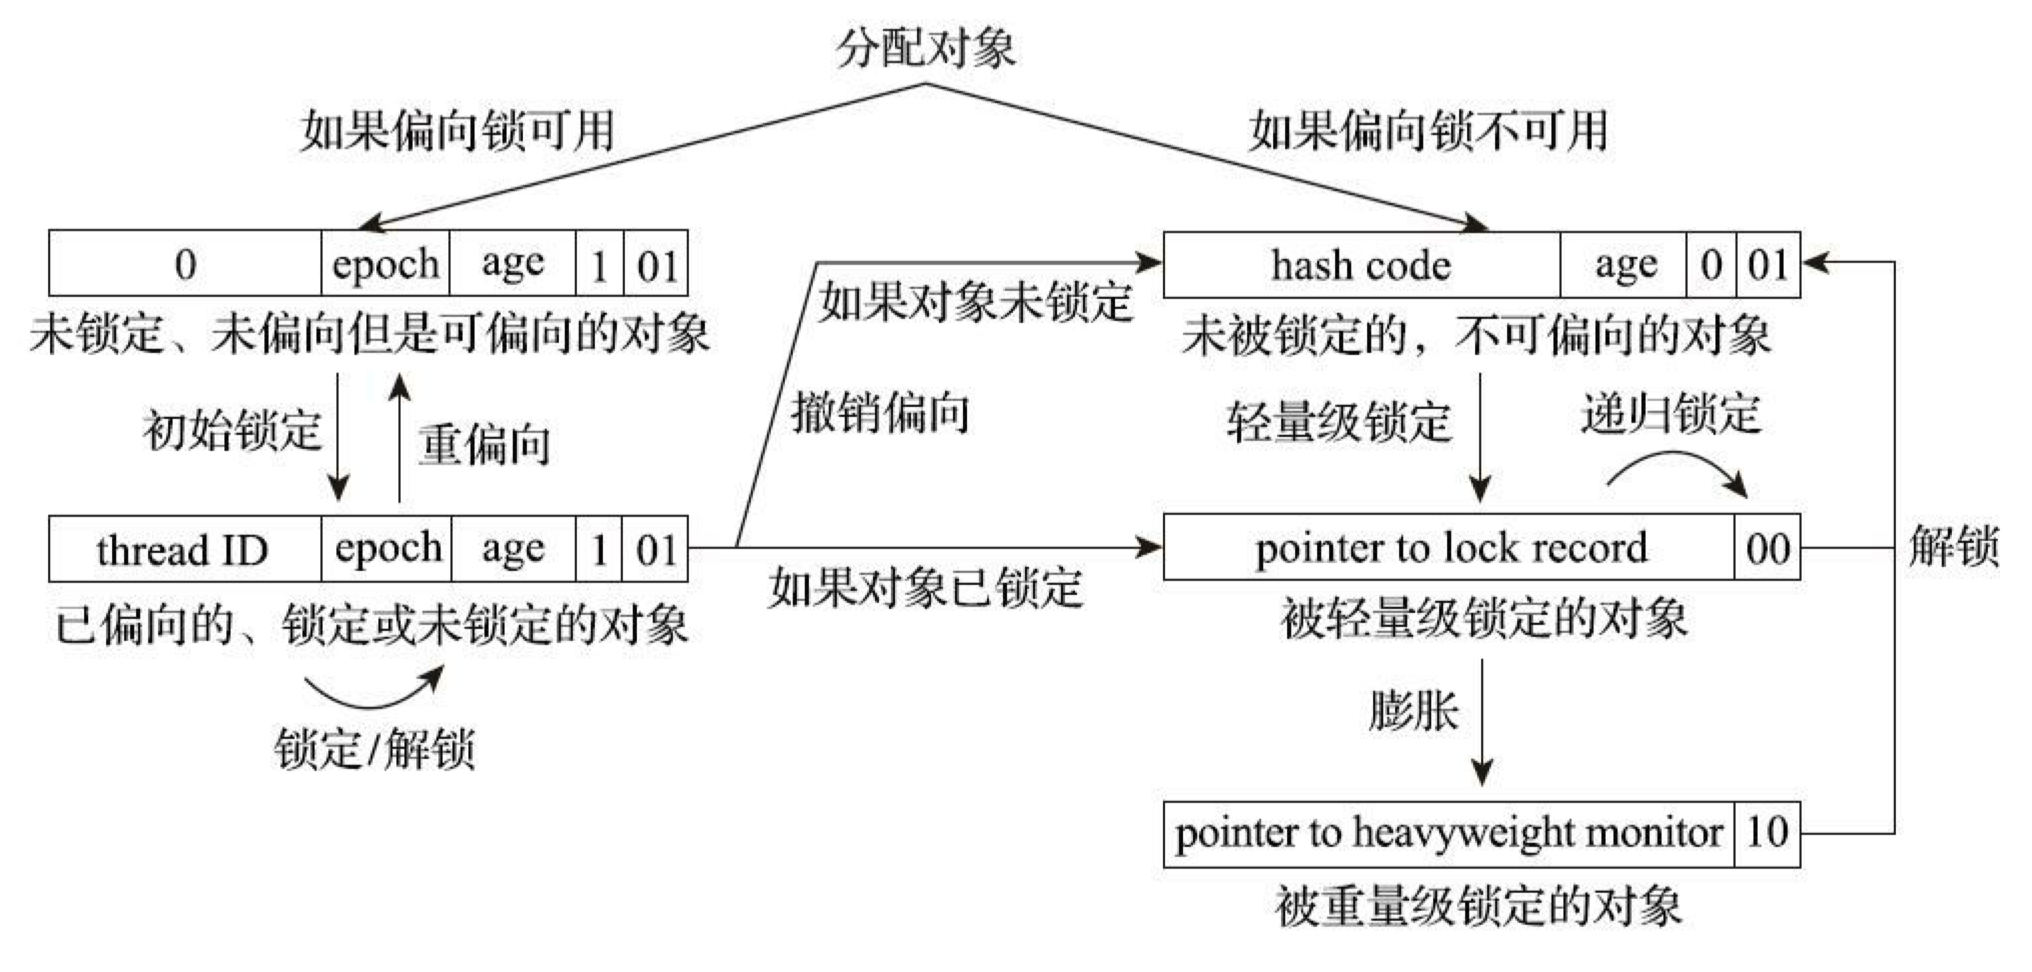 分配对象
如果偏向锁可用
如果偏向锁不可用
0 epoch age 1 01
未锁定、未偏向但是可偏向的对象
hash code age 0 01
未被锁定的，不可偏向的对象
如果对象未锁定
撤销偏向
初始锁定
重偏向
轻量级锁定
递归锁定
thread ID epoch age 1 01
已偏向的、锁定或未锁定的对象
如果对象已锁定
pointer to lock record 00
被轻量级锁定的对象
解锁
锁定/解锁
膨胀
pointer to heavyweight monitor 10
被重量级锁定的对象